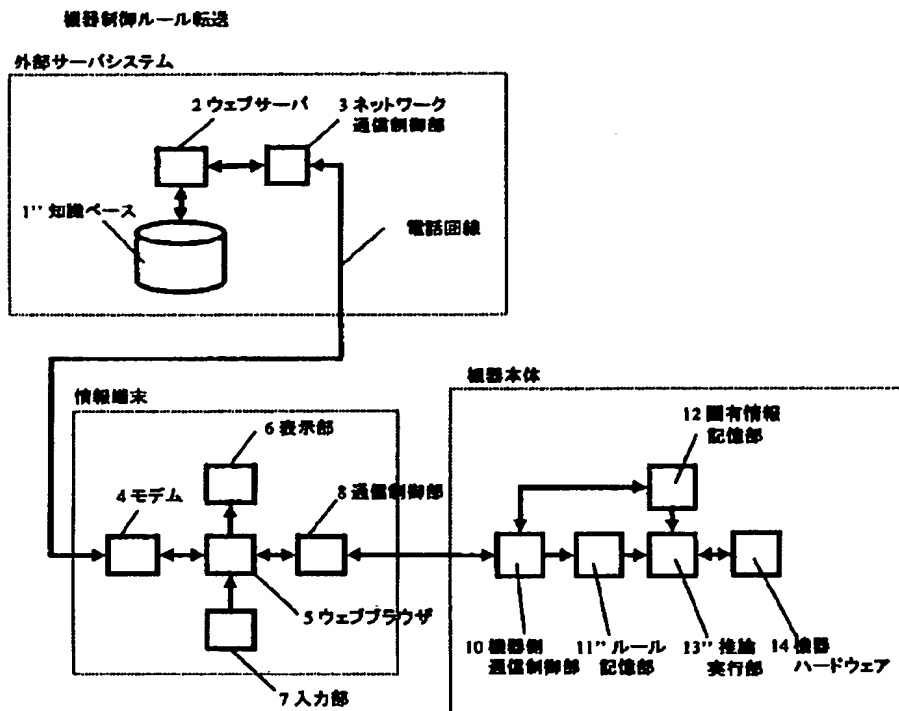 機器制御ルール転送
外部サーバシステム
2 ウェブサーバ
3 ネットワーク
通信制御部
1'' 知識ベース
電話回線
情報端末
機器本体
6 表示部
12 固有情報
記憶部
4 モデム
8 通信制御部
5 ウェブブラウザ
10 機器側
通信制御部
11'' ルール
記憶部
13'' 推論
実行部
14 機器
ハードウェア
7 入力部